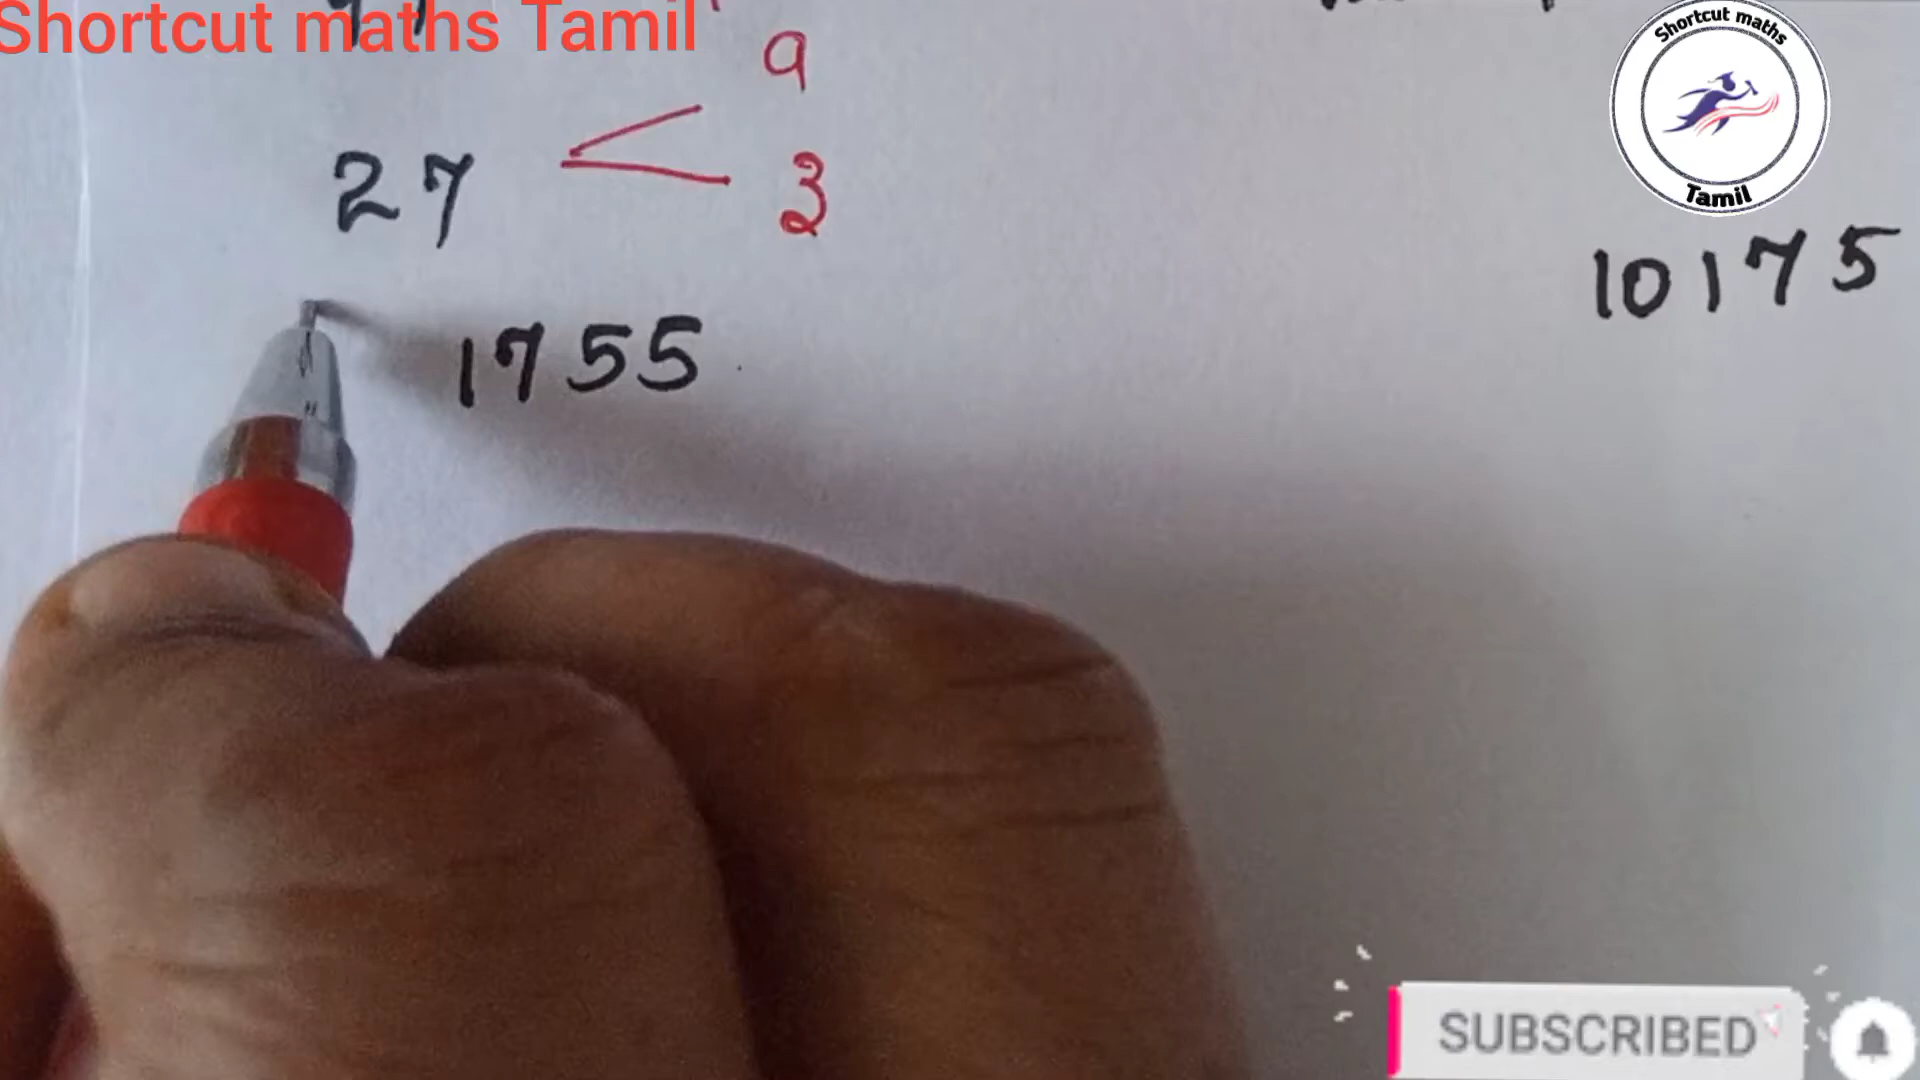 Shortcut maths Tamil
9
27 < 3
1755
10175
Shortcut maths
Tamil
SUBSCRIBED